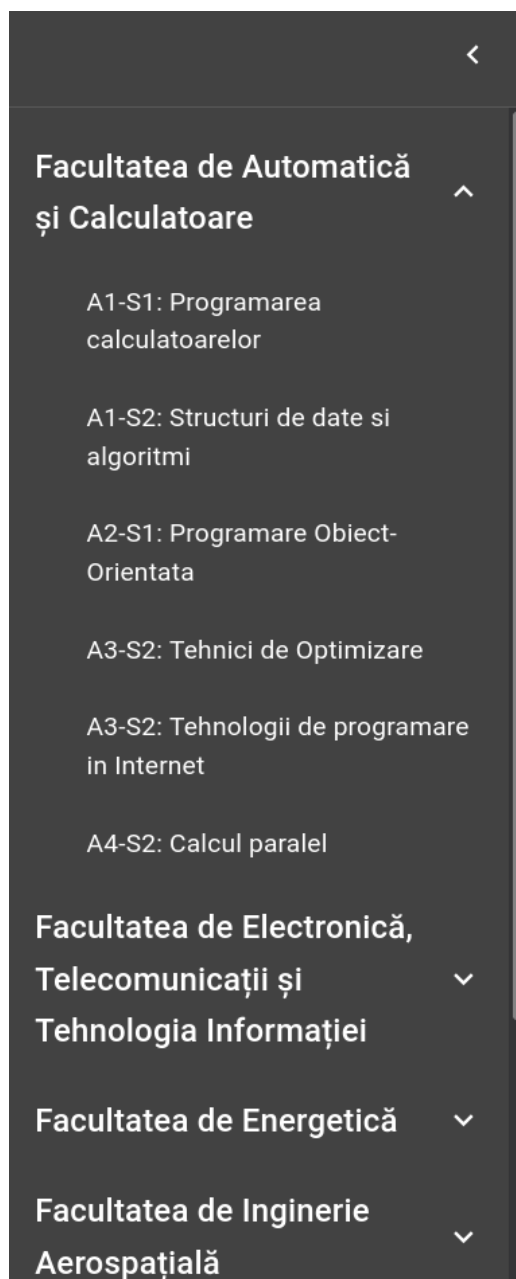 Facultatea de Automatică
și Calculatoare
A1-S1: Programarea
calculatoarelor
A1-S2: Structuri de date si
algoritmi
A2-S1: Programare Obiect-
Orientata
A3-S2: Tehnici de Optimizare
A3-S2: Tehnologii de programare
in Internet
A4-S2: Calcul paralel
Facultatea de Electronică,
Telecomunicații și
Tehnologia Informației
Facultatea de Energetică
Facultatea de Inginerie
Aerospațială